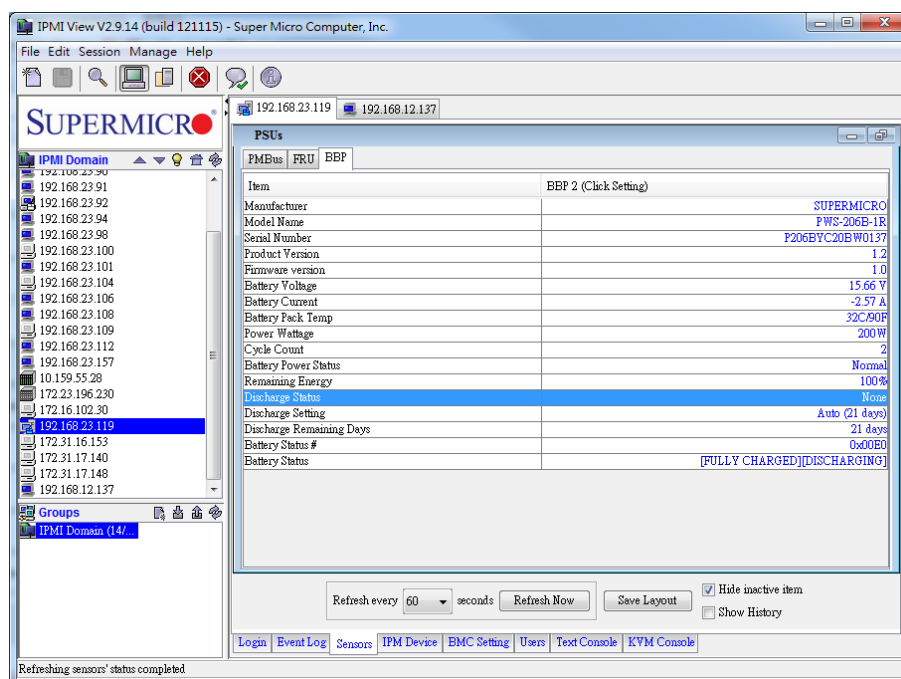 IPMI View V2.9.14 (build 121115) - Super Micro Computer, Inc.
File Edit Session Manage Help
192.168.23.119 192.168.12.137
SUPERMICRO
PSUs
IPMI Domain
PMBus FRU BBP
192.168.23.90
192.168.23.91
192.168.23.92
192.168.23.94
192.168.23.98
192.168.23.100
192.168.23.101
192.168.23.104
192.168.23.106
192.168.23.108
192.168.23.109
192.168.23.112
192.168.23.157
10.159.55.28
172.23.196.230
172.16.102.30
192.168.23.119
172.31.16.153
172.31.17.140
172.31.17.148
192.168.12.137
Groups
IPMI Domain (14/...
Item BBP 2 (Click Setting)
Manufacturer SUPERMICRO
Model Name PWS-206B-1R
Serial Number P206BYC20BW0137
Product Version 1.2
Firmware version 1.0
Battery Voltage 15.66 V
Battery Current -2.57 A
Battery Pack Temp 32C/90F
Power Wattage 200 W
Cycle Count 2
Battery Power Status Normal
Remaining Energy 100%
Discharge Status None
Discharge Setting Auto (21 days)
Discharge Remaining Days 21 days
Battery Status # 0x00E0
Battery Status [FULLY CHARGED][DISCHARGING]
Refresh every 60 seconds Refresh Now Save Layout
Hide inactive item
Show History
Login Event Log Sensors IPM Device BMC Setting Users Text Console KVM Console
Refreshing sensors' status completed